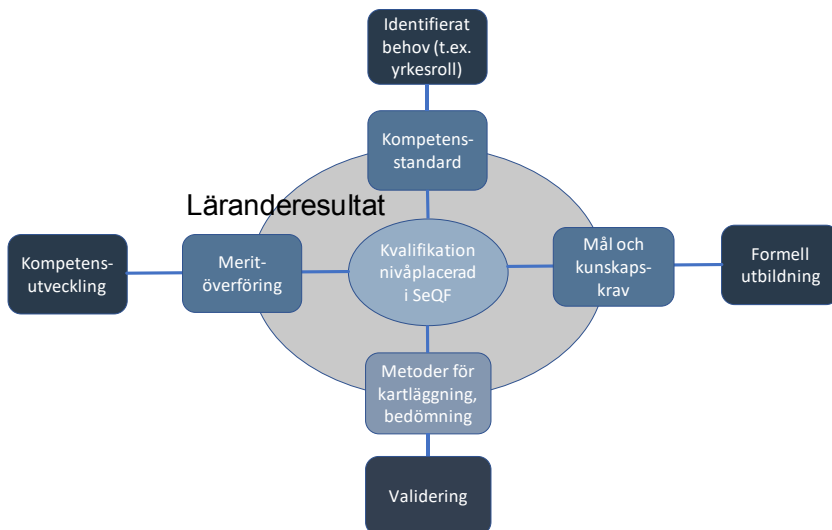 Identifierat
behov (t.ex.
yrkesroll)
Kompetens-
standard
Läranderesultat
Kompetens-
utveckling
Merit-
överföring
Kvalifikation
nivåplacerad
i SeQF
Mål och
kunskaps-
krav
Formell
utbildning
Metoder för
kartläggning,
bedömning
Validering